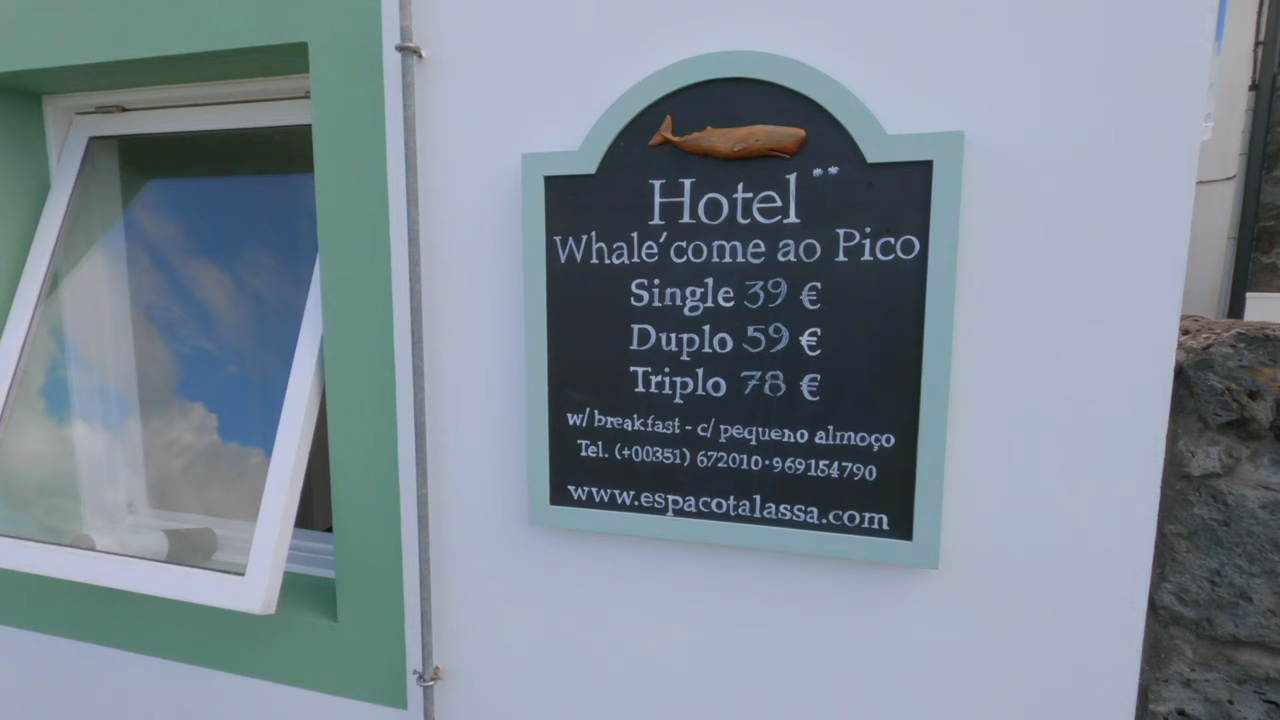 Hotel **
Whale'come ao Pico
Single 39 €
Duplo 59 €
Triplo 78 €
w/ breakfast - c/ pequeno almoço
Tel. (+00351) 672010·969154790
www.espacotalassa.com